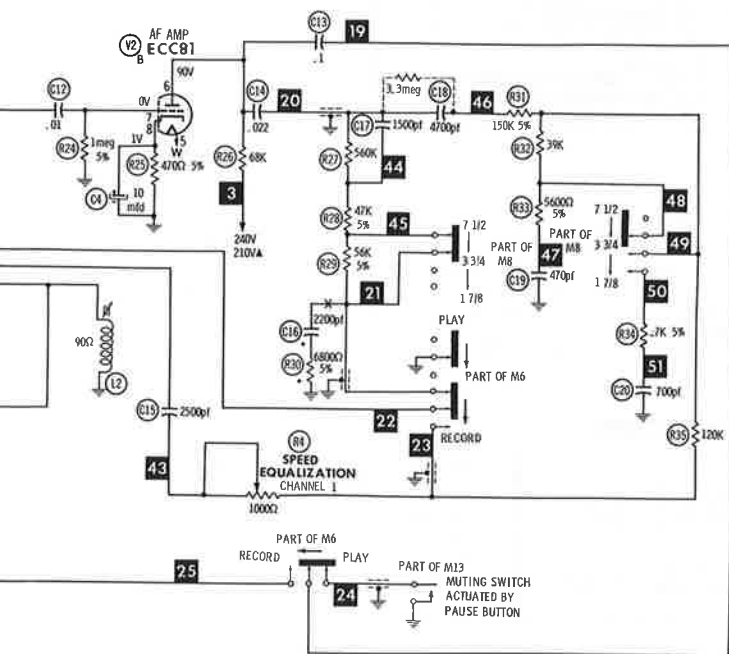 AF AMP
V2 B ECC81
90V
6
0V
7
8
1V
5
W
C12
.01
R24 1meg 5%
C4 10 mfd
R25 470Ω 5%
C13
.1
19
C14
.022
20
R26 68K
3
240V
210V▲
R27 560K
C17 1500pf
44
3.3meg
C18
4700pf
46
R31
150K 5%
R32 39K
R28 47K 5%
45
R29 56K 5%
21
7 1/2
3 3/4
1 7/8
PART OF M8
R33 5600Ω 5%
47
C19 470pf
PART OF M8
7 1/2
3 3/4
1 7/8
48
49
50
R34 .7K 5%
51
C20 700pf
R35 120K
2200pf
C16
R30 6800Ω 5%
PLAY
PART OF M6
RECORD
22
23
90Ω
L2
C15 2500pf
43
R4
SPEED
EQUALIZATION
CHANNEL 1
1000Ω
PART OF M6
RECORD PLAY
25
24
PART OF M13
MUTING SWITCH
ACTUATED BY
PAUSE BUTTON